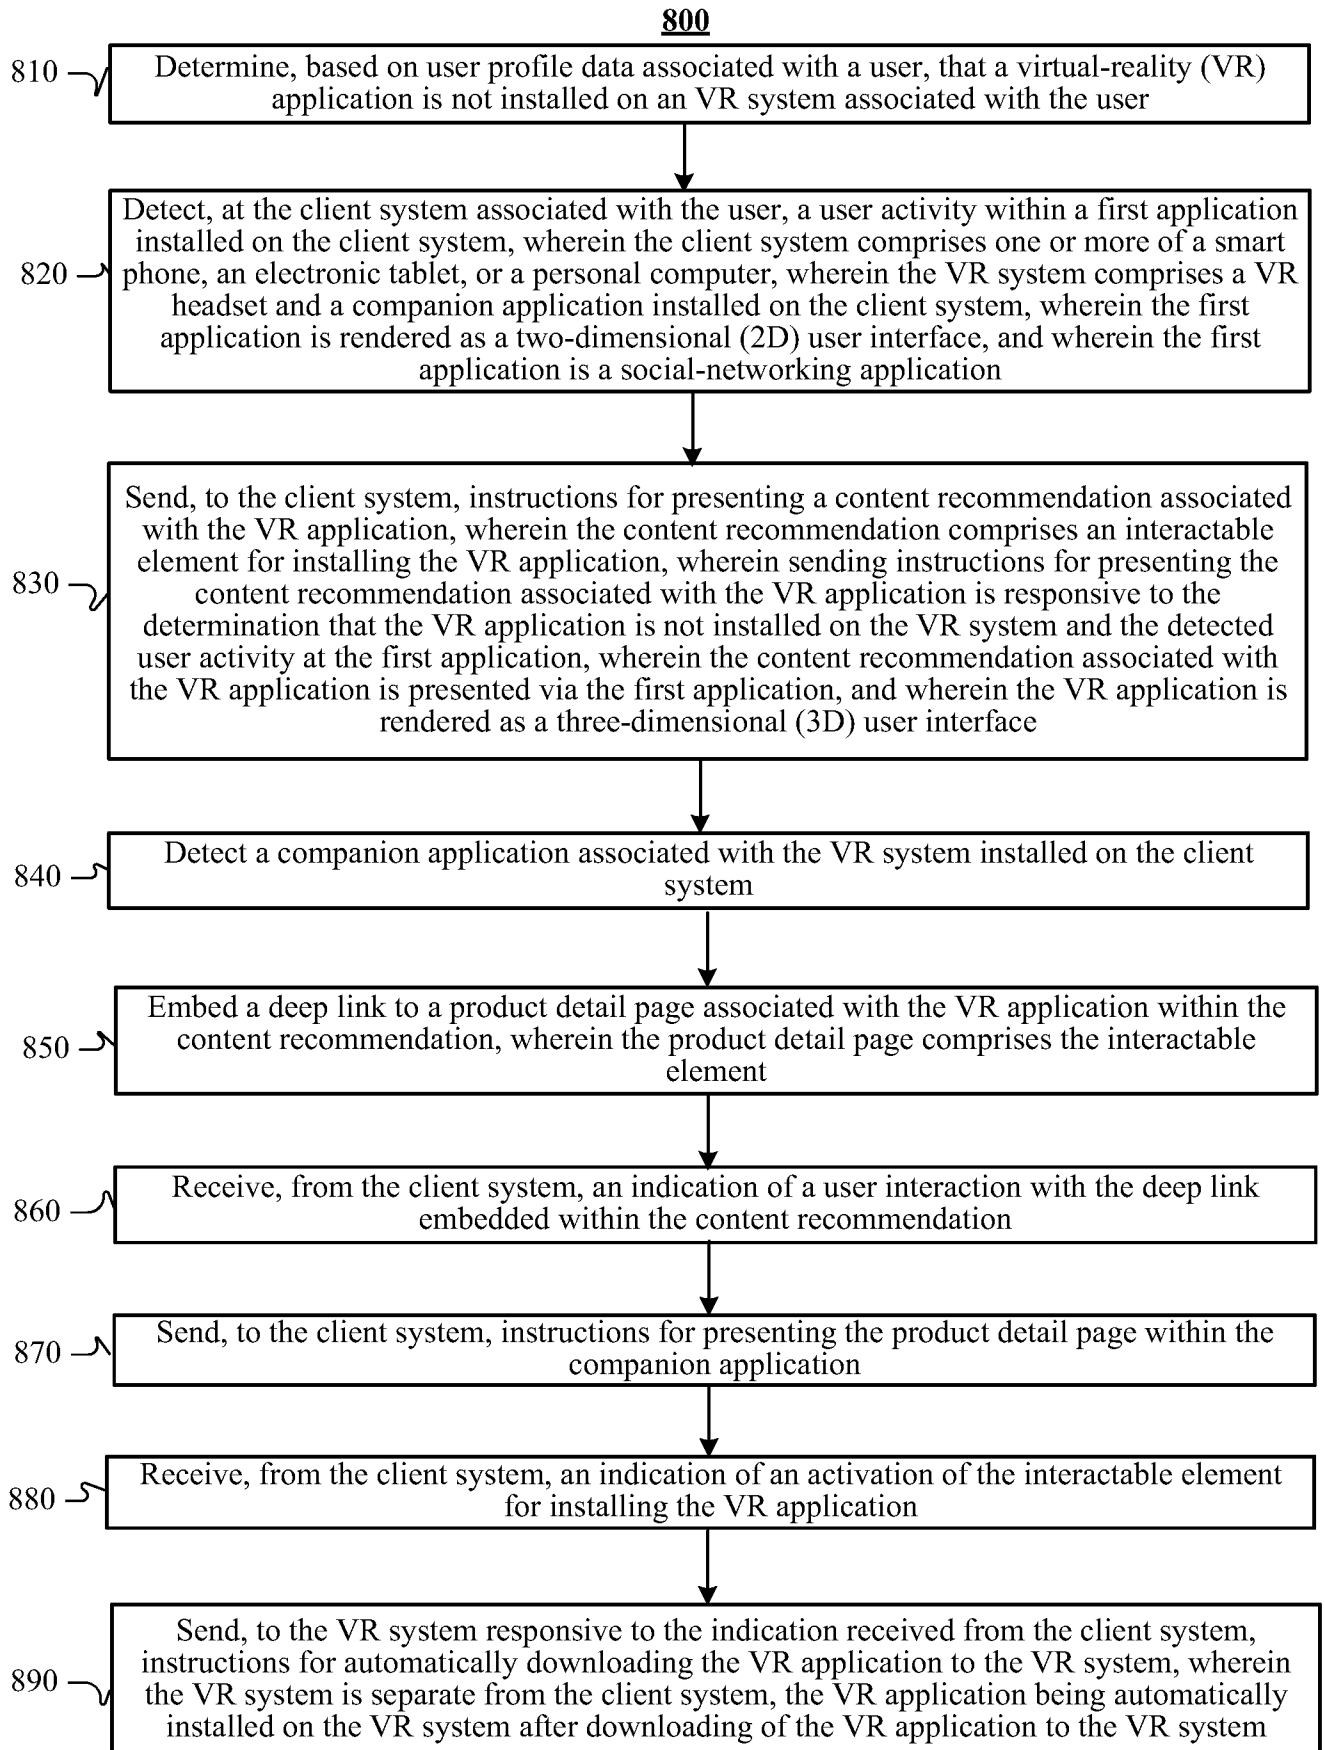 800
810
Determine, based on user profile data associated with a user, that a virtual-reality (VR)
application is not installed on an VR system associated with the user
820
Detect, at the client system associated with the user, a user activity within a first application
installed on the client system, wherein the client system comprises one or more of a smart
phone, an electronic tablet, or a personal computer, wherein the VR system comprises a VR
headset and a companion application installed on the client system, wherein the first
application is rendered as a two-dimensional (2D) user interface, and wherein the first
application is a social-networking application
830
Send, to the client system, instructions for presenting a content recommendation associated
with the VR application, wherein the content recommendation comprises an interactable
element for installing the VR application, wherein sending instructions for presenting the
content recommendation associated with the VR application is responsive to the
determination that the VR application is not installed on the VR system and the detected
user activity at the first application, wherein the content recommendation associated with
the VR application is presented via the first application, and wherein the VR application is
rendered as a three-dimensional (3D) user interface
840
Detect a companion application associated with the VR system installed on the client
system
850
Embed a deep link to a product detail page associated with the VR application within the
content recommendation, wherein the product detail page comprises the interactable
element
860
Receive, from the client system, an indication of a user interaction with the deep link
embedded within the content recommendation
870
Send, to the client system, instructions for presenting the product detail page within the
companion application
880
Receive, from the client system, an indication of an activation of the interactable element
for installing the VR application
890
Send, to the VR system responsive to the indication received from the client system,
instructions for automatically downloading the VR application to the VR system, wherein
the VR system is separate from the client system, the VR application being automatically
installed on the VR system after downloading of the VR application to the VR system